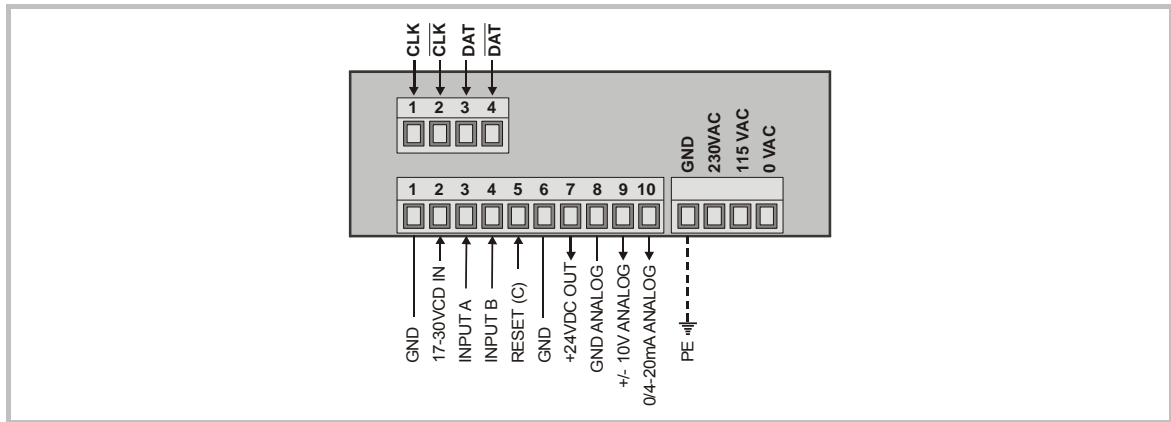 CLK
C̅L̅K̅
DAT
D̅A̅T̅
1 2 3 4
GND
230VAC
115 VAC
0 VAC
1 2 3 4 5 6 7 8 9 10
GND
17-30VCD IN
INPUT A
INPUT B
RESET (C)
GND
+24VDC OUT
GND ANALOG
+/- 10V ANALOG
0/4-20mA ANALOG
PE